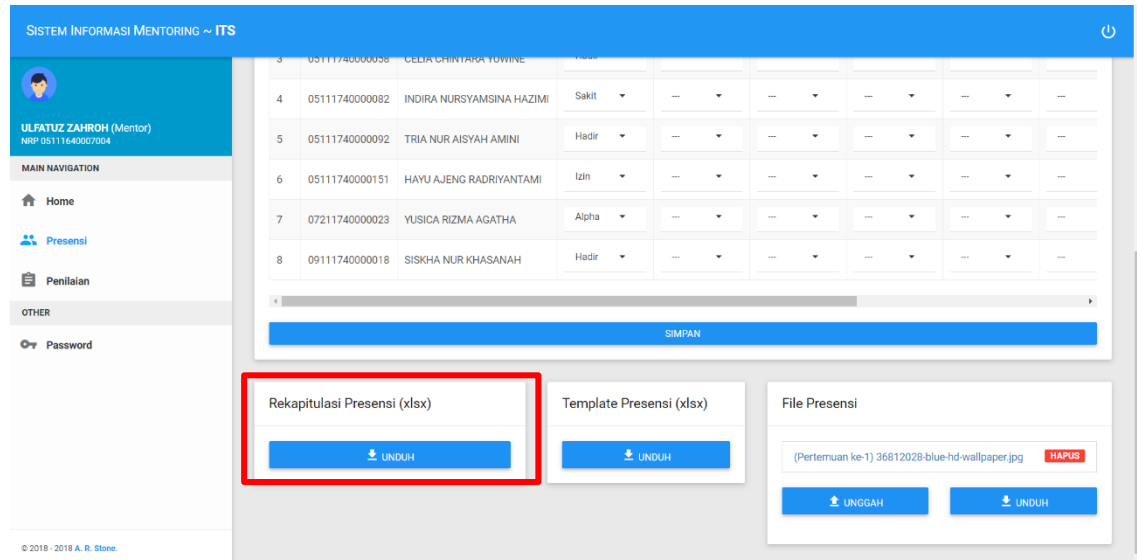 SISTEM INFORMASI MENTORING ~ ITS
ULFATUZ ZAHROH (Mentor)
NRP 05111640007004
MAIN NAVIGATION
Home
Presensi
Penilaian
OTHER
Password
© 2018 - 2018 A. R. Stone.
3 05111740000058 CELIA CHINTARA YUWINE Hadir
4 05111740000082 INDIRA NURSYAMSINA HAZIMI Sakit --- --- --- --- ---
5 05111740000092 TRIA NUR AISYAH AMINI Hadir --- --- --- --- ---
6 05111740000151 HAYU AJENG RADRIYANTAMI Izin --- --- --- --- ---
7 07211740000023 YUSICA RIZMA AGATHA Alpha --- --- --- --- ---
8 09111740000018 SISKHA NUR KHASANAH Hadir --- --- --- --- ---
SIMPAN
Rekapitulasi Presensi (xlsx)
UNDUH
Template Presensi (xlsx)
UNDUH
File Presensi
(Pertemuan ke-1) 36812028-blue-hd-wallpaper.jpg HAPUS
UNGGAH UNDUH